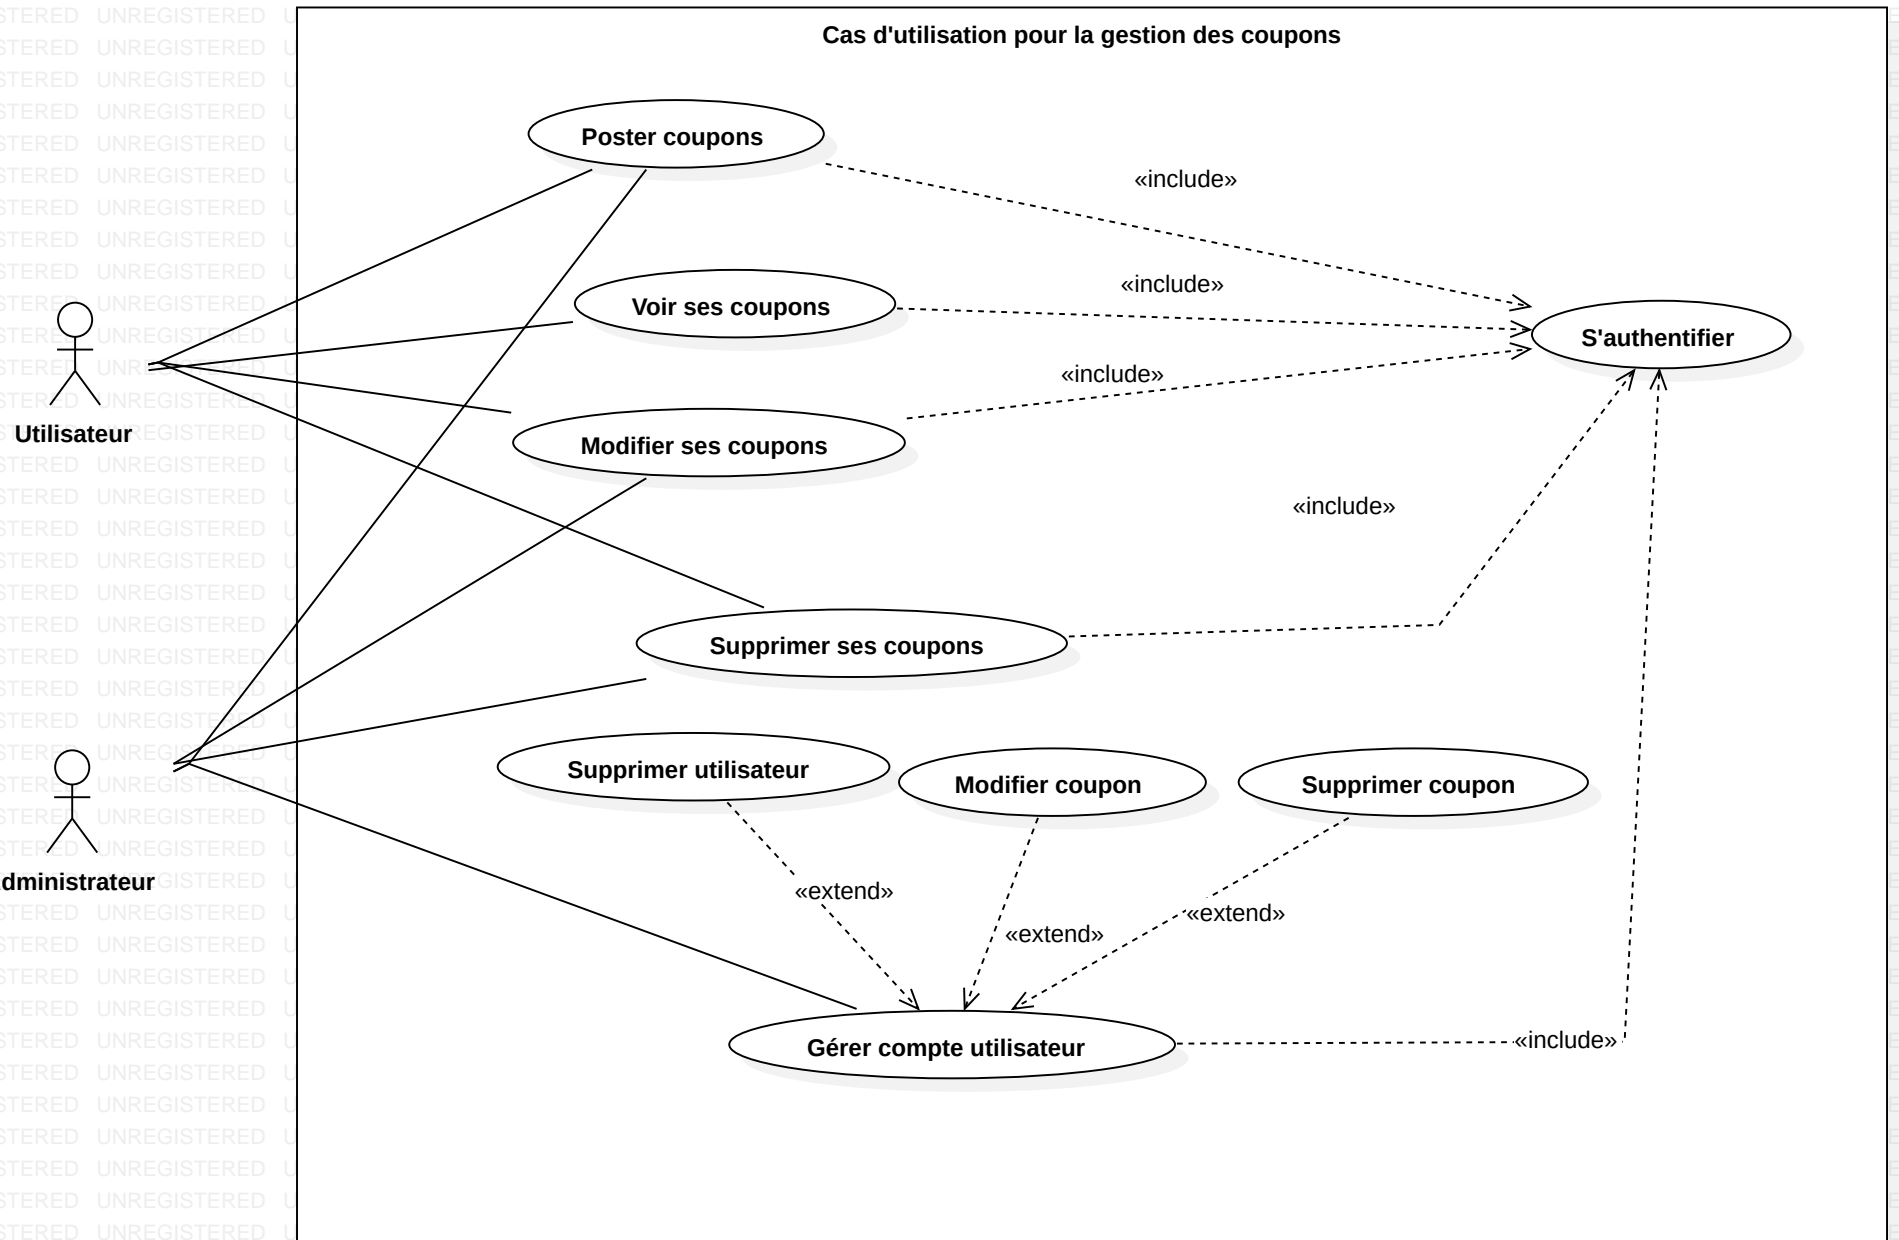 Cas d'utilisation pour la gestion des coupons
Poster coupons
«include»
Voir ses coupons
«include»
S'authentifier
«include»
Utilisateur
Modifier ses coupons
«include»
Supprimer ses coupons
Supprimer utilisateur
Modifier coupon
Supprimer coupon
dministrateur
«extend»
«extend»
«extend»
Gérer compte utilisateur
«include»
UNREGISTERED